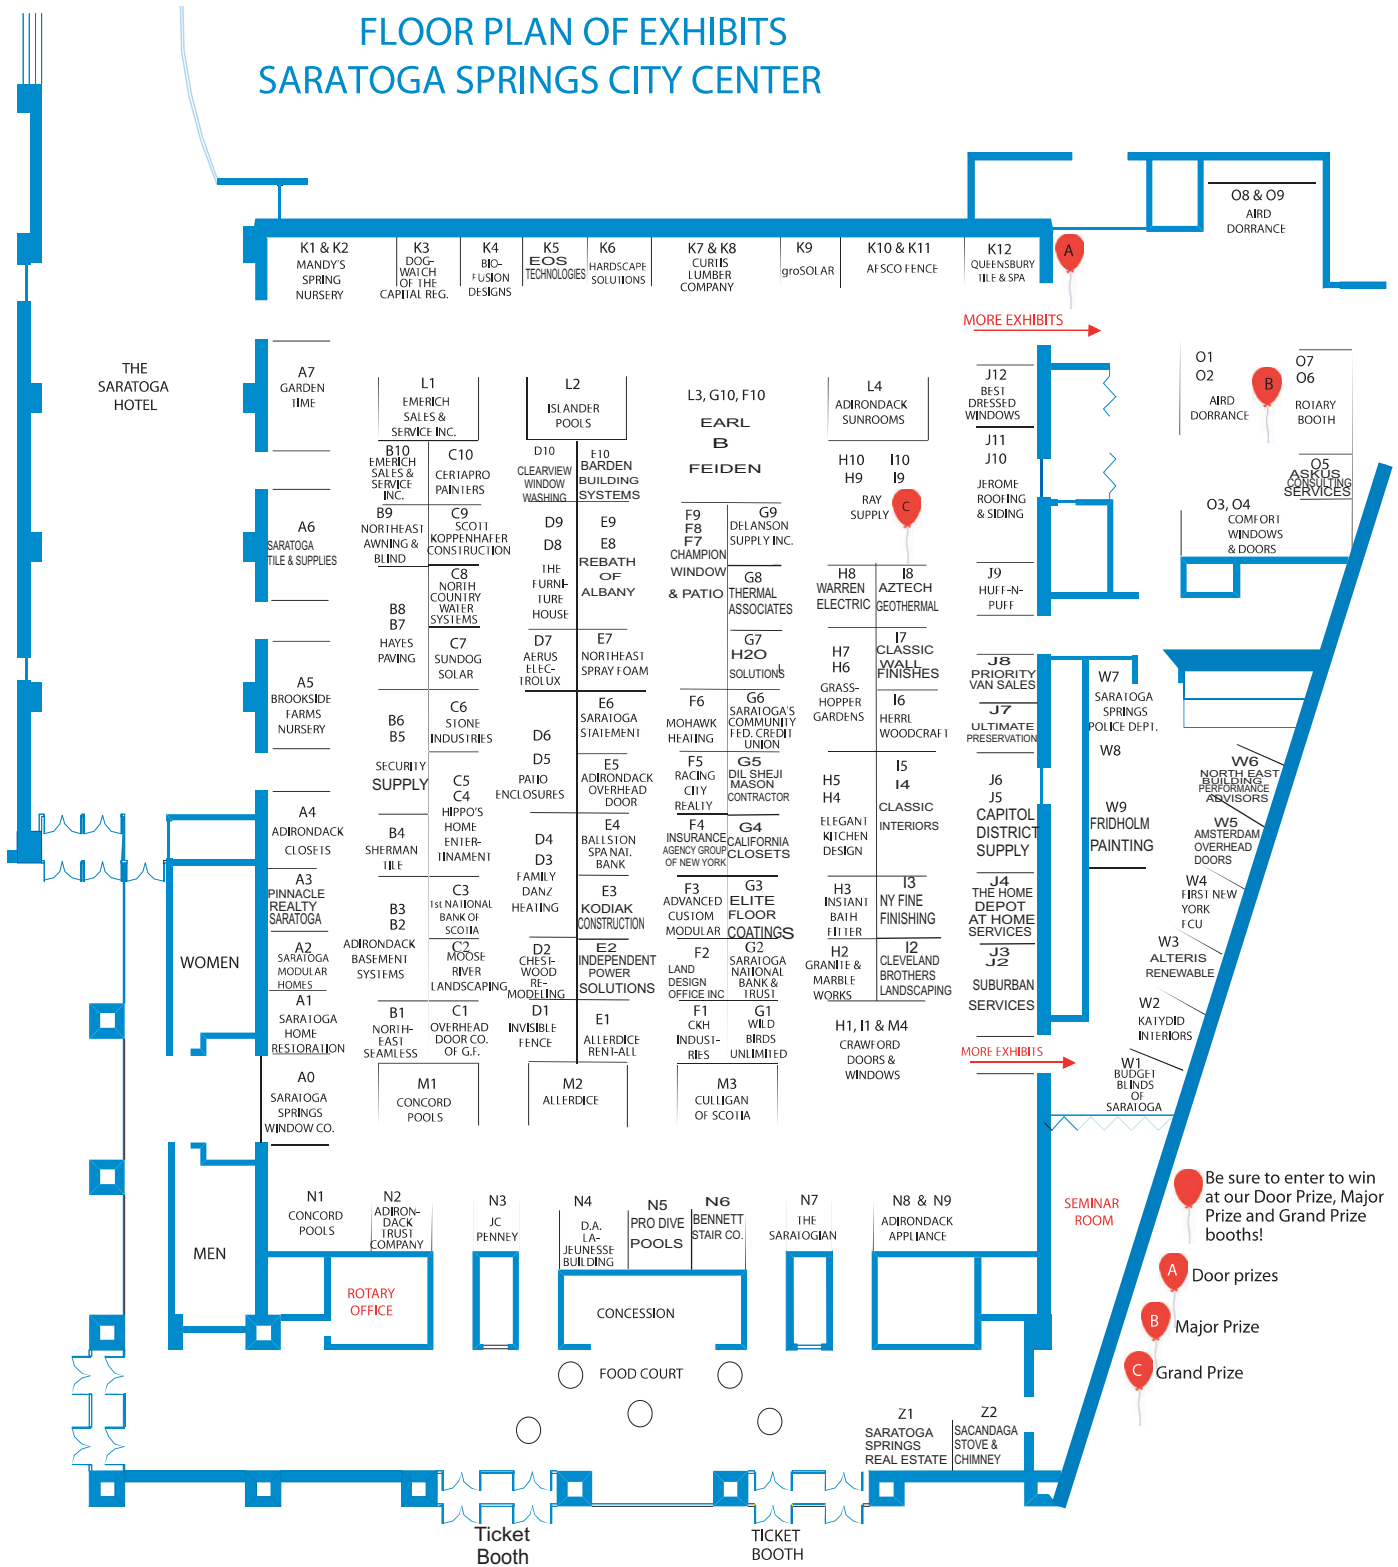 FLOOR PLAN OF EXHIBITS
SARATOGA SPRINGS CITY CENTER
O8 & O9
AIRD
DORRANCE
K1 & K2
MANDY'S
SPRING
NURSERY
K3
DOG-
WATCH
OF THE
CAPITAL REG.
K4
BIO-
FUSION
DESIGNS
K5
EOS
TECHNOLOGIES
K6
HARDSCAPE
SOLUTIONS
K7 & K8
CURTIS
LUMBER
COMPANY
K9
groSOLAR
K10 & K11
AFSCO FENCE
K12
QUEENSBURY
TILE & SPA
A
MORE EXHIBITS
THE
SARATOGA
HOTEL
A7
GARDEN
TIME
L1
EMERICH
SALES &
SERVICE INC.
L2
ISLANDER
POOLS
L3, G10, F10
EARL
B
FEIDEN
L4
ADIRONDACK
SUNROOMS
J12
BEST
DRESSED
WINDOWS
O1
O2
AIRD
DORRANCE
B
O7
O6
ROTARY
BOOTH
O5
ASKUS
CONSULTING
SERVICES
O3, O4
COMFORT
WINDOWS
& DOORS
B10
EMERICH
SALES &
SERVICE
INC.
C10
CERTAPRO
PAINTERS
D10
CLEARVIEW
WINDOW
WASHING
E10
BARDEN
BUILDING
SYSTEMS
H10
H9
I10
I9
RAY
SUPPLY
C
J11
J10
JEROME
ROOFING
& SIDING
A6
SARATOGA
TILE & SUPPLIES
B9
NORTHEAST
AWNING &
BLIND
C9
SCOTT
KOPPENHAFER
CONSTRUCTION
D9
D8
THE
FURNI-
TURE
HOUSE
E9
E8
REBATH
OF
ALBANY
F9
F8
F7
CHAMPION
WINDOW
& PATIO
G9
DELANSON
SUPPLY INC.
G8
THERMAL
ASSOCIATES
H8
WARREN
ELECTRIC
I8
AZTECH
GEOTHERMAL
J9
HUFF-N-
PUFF
B8
B7
HAYES
PAVING
C8
NORTH
COUNTRY
WATER
SYSTEMS
C7
SUNDOG
SOLAR
D7
AERUS
ELEC-
TROLUX
E7
NORTHEAST
SPRAY FOAM
G7
H2O
SOLUTIONS
H7
H6
GRASS-
HOPPER
GARDENS
I7
CLASSIC
WALL
FINISHES
J8
PRIORITY
VAN SALES
W7
SARATOGA
SPRINGS
POLICE DEPT.
W8
A5
BROOKSIDE
FARMS
NURSERY
B6
B5
SECURITY
SUPPLY
C6
STONE
INDUSTRIES
D6
D5
PATIO
ENCLOSURES
E6
SARATOGA
STATEMENT
F6
MOHAWK
HEATING
G6
SARATOGA'S
COMMUNITY
FED. CREDIT
UNION
I6
HERRL
WOODCRAFT
J7
ULTIMATE
PRESERVATION
C5
C4
HIPPO'S
HOME
ENTER-
TINAMENT
E5
ADIRONDACK
OVERHEAD
DOOR
F5
RACING
CITY
REALTY
G5
DIL SHEJI
MASON
CONTRACTOR
H5
H4
ELEGANT
KITCHEN
DESIGN
I5
I4
CLASSIC
INTERIORS
J6
J5
CAPITOL
DISTRICT
SUPPLY
W9
FRIDHOLM
PAINTING
W6
NORTH EAST
BUILDING
PERFORMANCE
ADVISORS
W5
AMSTERDAM
OVERHEAD
DOORS
A4
ADIRONDACK
CLOSETS
B4
SHERMAN
TILE
D4
D3
FAMILY
DANZ
HEATING
E4
BALLSTON
SPA NAT.
BANK
F4
INSURANCE
AGENCY GROUP
OF NEW YORK
G4
CALIFORNIA
CLOSETS
A3
PINNACLE
REALTY
SARATOGA
B3
B2
ADIRONDACK
BASEMENT
SYSTEMS
C3
1st NATIONAL
BANK OF
SCOTIA
E3
KODIAK
CONSTRUCTION
F3
ADVANCED
CUSTOM
MODULAR
G3
ELITE
FLOOR
COATINGS
H3
INSTANT
BATH
FITTER
I3
NY FINE
FINISHING
J4
THE HOME
DEPOT
AT HOME
SERVICES
W4
FIRST NEW
YORK
FCU
WOMEN
A2
SARATOGA
MODULAR
HOMES
C2
MOOSE
RIVER
LANDSCAPING
D2
CHEST-
WOOD
RE-
MODELING
E2
INDEPENDENT
POWER
SOLUTIONS
F2
LAND
DESIGN
OFFICE INC
G2
SARATOGA
NATIONAL
BANK &
TRUST
H2
GRANITE &
MARBLE
WORKS
I2
CLEVELAND
BROTHERS
LANDSCAPING
J3
J2
SUBURBAN
SERVICES
W3
ALTERIS
RENEWABLE
A1
SARATOGA
HOME
RESTORATION
B1
NORTH-
EAST
SEAMLESS
C1
OVERHEAD
DOOR CO.
OF G.F.
D1
INVISIBLE
FENCE
E1
ALLERDICE
RENT-ALL
F1
CKH
INDUST-
RIES
G1
WILD
BIRDS
UNLIMITED
H1, I1 & M4
CRAWFORD
DOORS &
WINDOWS
MORE EXHIBITS
W2
KATYDID
INTERIORS
W1
BUDGET
BLINDS
OF
SARATOGA
A0
SARATOGA
SPRINGS
WINDOW CO.
M1
CONCORD
POOLS
M2
ALLERDICE
M3
CULLIGAN
OF SCOTIA
MEN
N1
CONCORD
POOLS
N2
ADIRON-
DACK
TRUST
COMPANY
N3
JC
PENNEY
N4
D.A.
LA-
JEUNESSE
BUILDING
N5
PRO DIVE
POOLS
N6
BENNETT
STAIR CO.
N7
THE
SARATOGIAN
N8 & N9
ADIRONDACK
APPLIANCE
SEMINAR
ROOM
Be sure to enter to win
at our Door Prize, Major
Prize and Grand Prize
booths!
A
Door prizes
B
Major Prize
C
Grand Prize
ROTARY
OFFICE
CONCESSION
FOOD COURT
Z1
SARATOGA
SPRINGS
REAL ESTATE
Z2
SACANDAGA
STOVE &
CHIMNEY
Ticket
Booth
TICKET
BOOTH